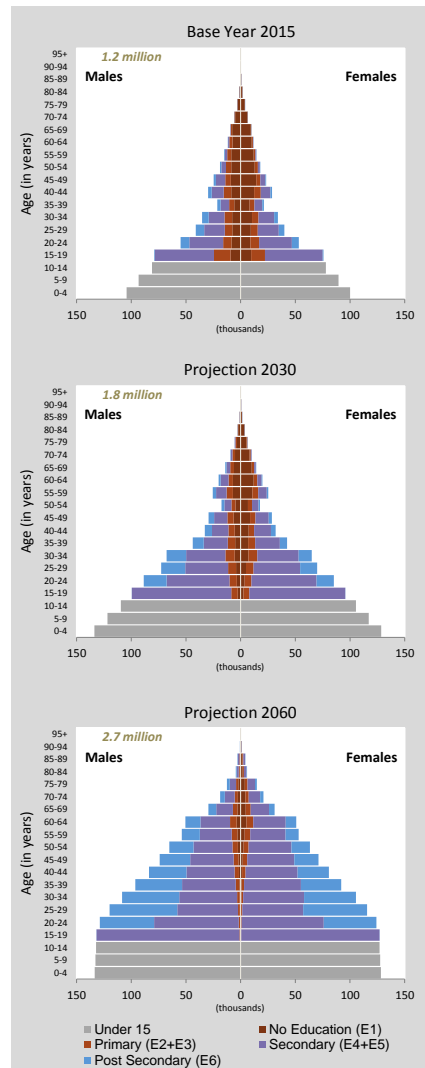 Base Year 2015
95+
1.2 million
90-94
85-89
Males
Females
80-84
75-79
70-74
65-69
60-64
55-59
50-54
45-49
40-44
35-39
30-34
25-29
20-24
15-19
10-14
5-9
0-4
Age (in years)
150 100 50 0 50 100 150
(thousands)
Projection 2030
95+
1.8 million
90-94
85-89
Males
Females
80-84
75-79
70-74
65-69
60-64
55-59
50-54
45-49
40-44
35-39
30-34
25-29
20-24
15-19
10-14
5-9
0-4
Age (in years)
150 100 50 0 50 100 150
(thousands)
Projection 2060
95+
2.7 million
90-94
85-89
Males
Females
80-84
75-79
70-74
65-69
60-64
55-59
50-54
45-49
40-44
35-39
30-34
25-29
20-24
15-19
10-14
5-9
0-4
Age (in years)
150 100 50 0 50 100 150
(thousands)
Under 15
No Education (E1)
Primary (E2+E3)
Secondary (E4+E5)
Post Secondary (E6)